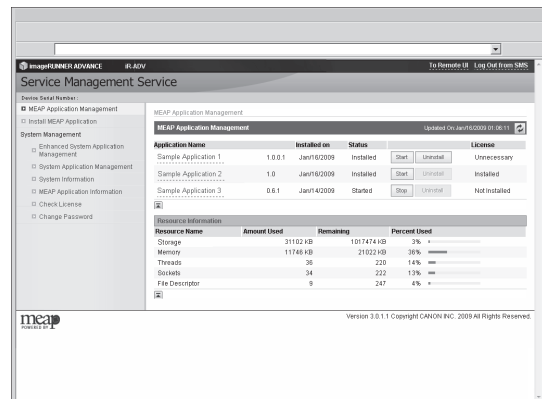 imageRUNNER ADVANCE iR-ADV To Remote UI Log Out from SMS
Service Management Service
Device Serial Number :
MEAP Application Management
Install MEAP Application
System Management
Enhanced System Application Management
System Application Management
System Information
MEAP Application Information
Check License
Change Password
MEAP Application Management
MEAP Application Management Updated On:Jan/16/2009 01:06:11
Application Name Installed on Status License
Sample Application 1 1.0.0.1 Jan/16/2009 Installed Start Uninstall Unnecessary
Sample Application 2 1.0 Jan/16/2009 Installed Start Uninstall Installed
Sample Application 3 0.6.1 Jan/14/2009 Started Stop Uninstall Not Installed
Resource Information
Resource Name Amount Used Remaining Percent Used
Storage 31102 KB 1017474 KB 3%
Memory 11746 KB 21022 KB 36%
Threads 36 220 14%
Sockets 34 222 13%
File Descriptor 9 247 4%
meap
POWERED BY
Version 3.0.1.1 Copyright CANON INC. 2009 All Rights Reserved.